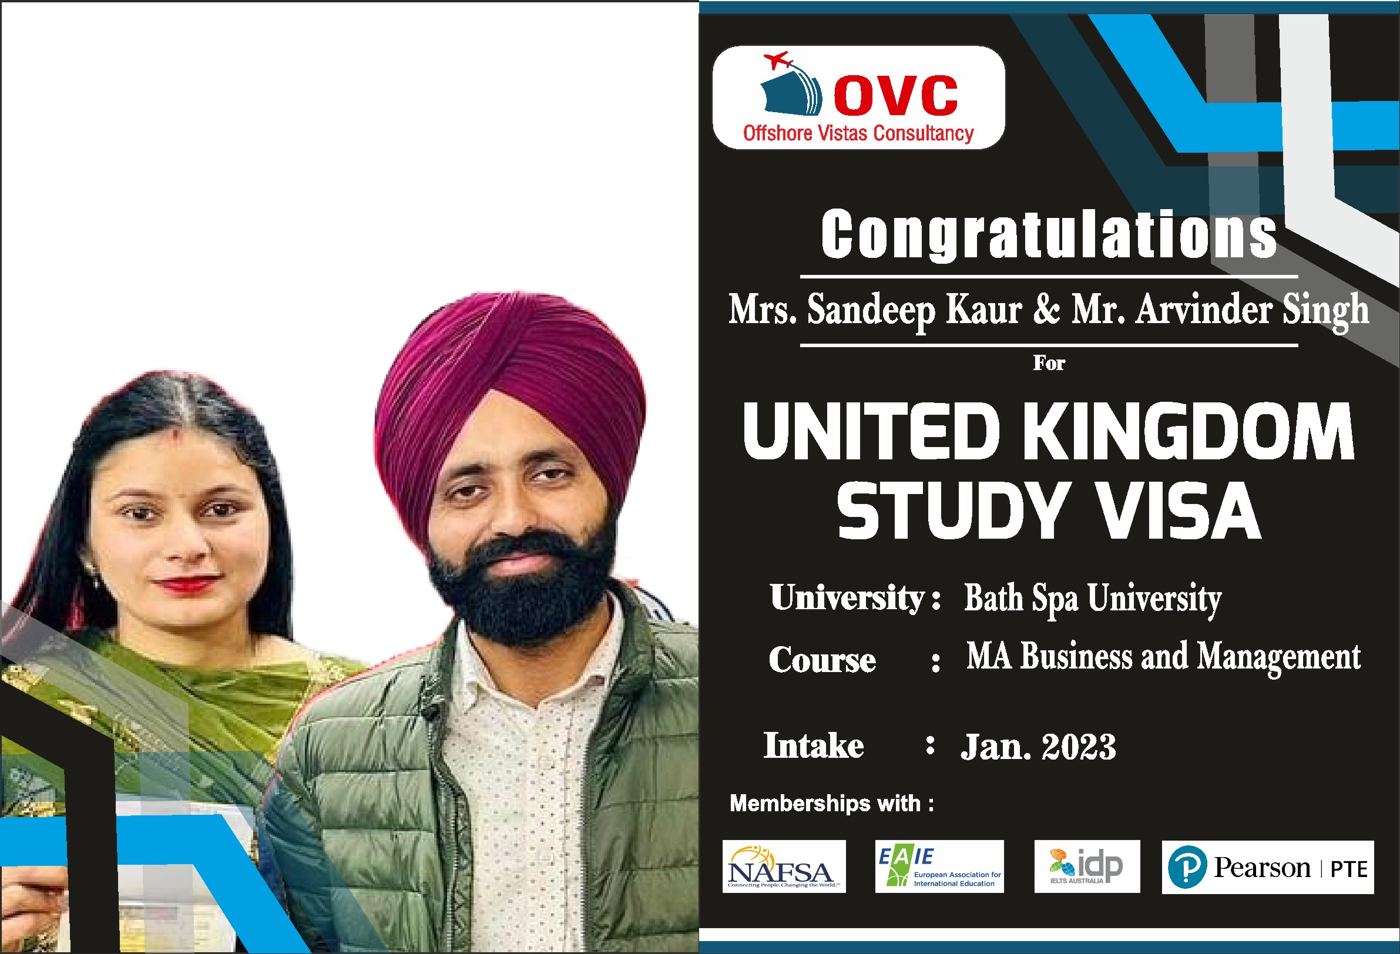 OVC
Offshore Vistas Consultancy
Congratulations
Mrs. Sandeep Kaur & Mr. Arvinder Singh
For
UNITED KINGDOM
STUDY VISA
University : Bath Spa University
Course : MA Business and Management
Intake : Jan. 2023
Memberships with :
NAFSA
Connecting People. Changing the World.™
EAIE
European Association for
International Education
idp
IELTS AUSTRALIA
Pearson | PTE